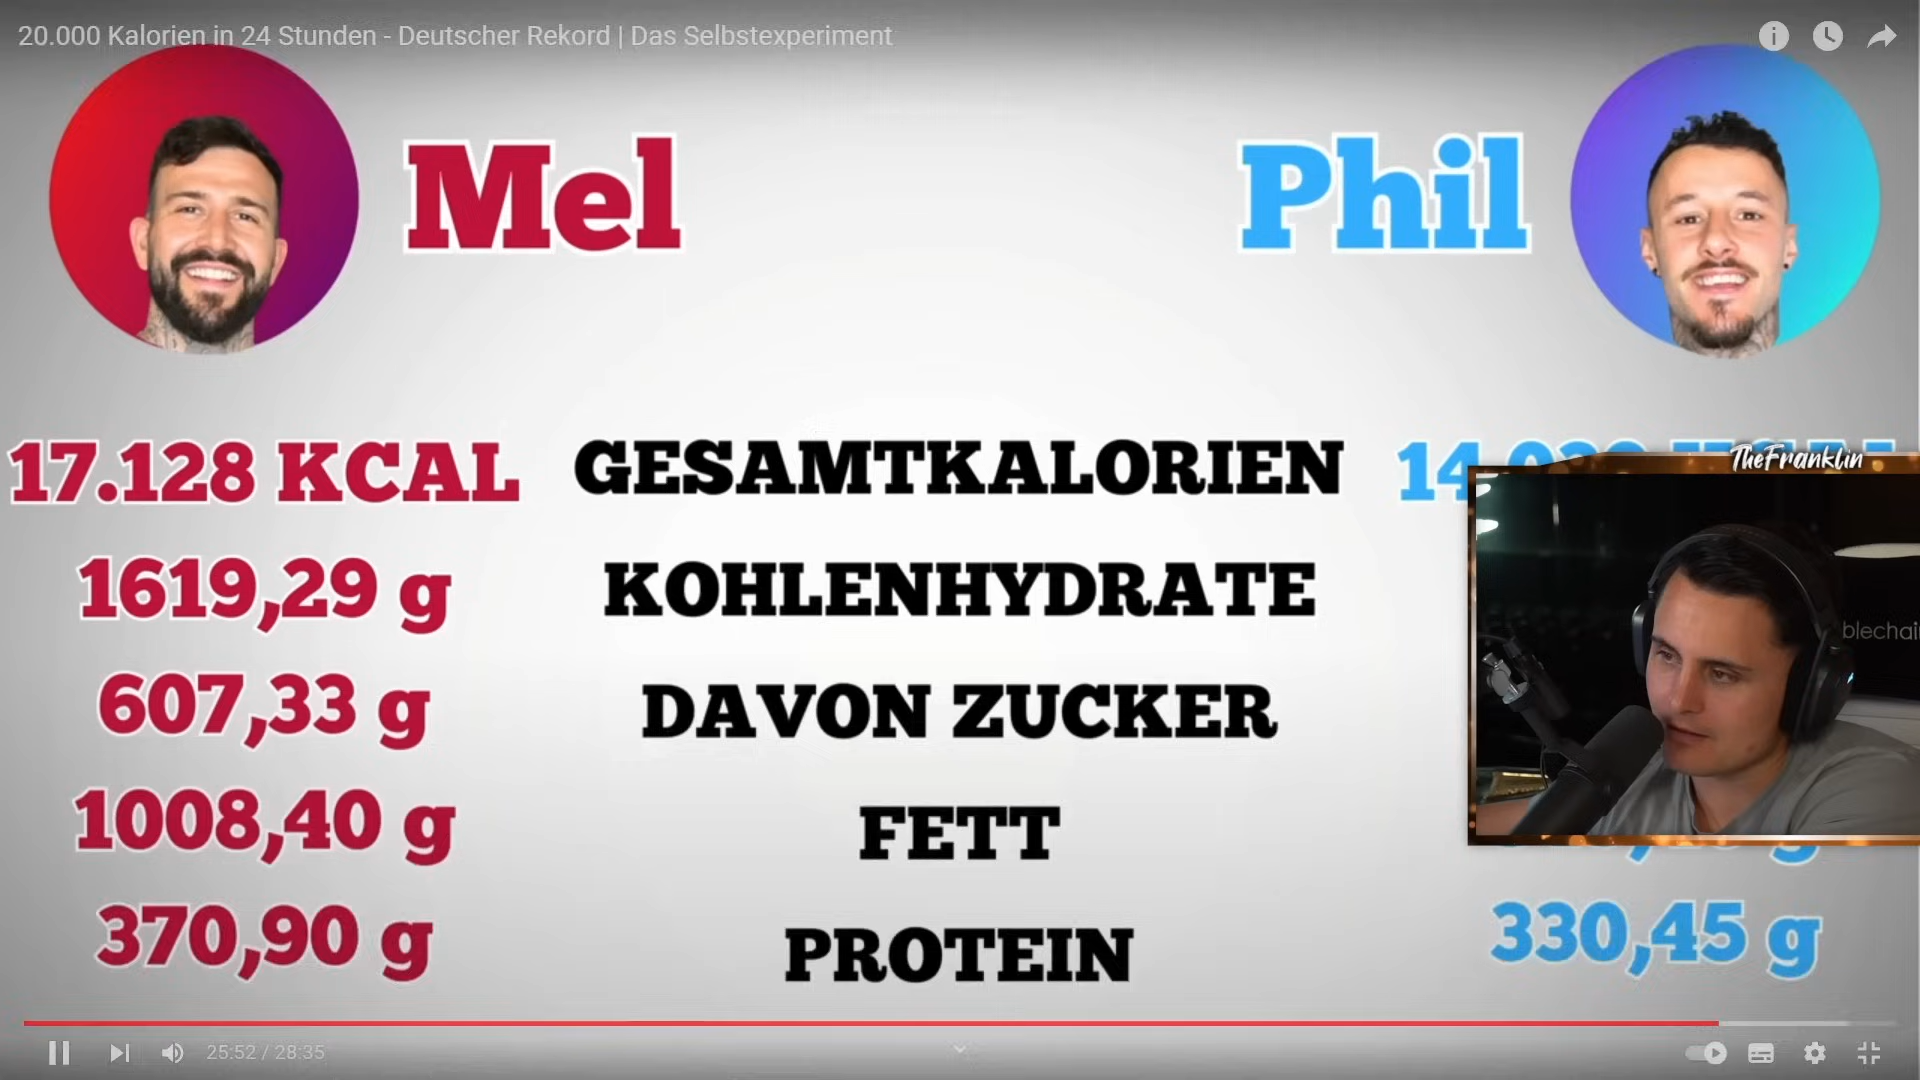 20.000 Kalorien in 24 Stunden - Deutscher Rekord | Das Selbstexperiment
Mel
Phil
17.128 KCAL GESAMTKALORIEN
TheFranklin
1619,29 g KOHLENHYDRATE
blechair
607,33 g DAVON ZUCKER
1008,40 g FETT
370,90 g PROTEIN 330,45 g
25:52 / 28:35